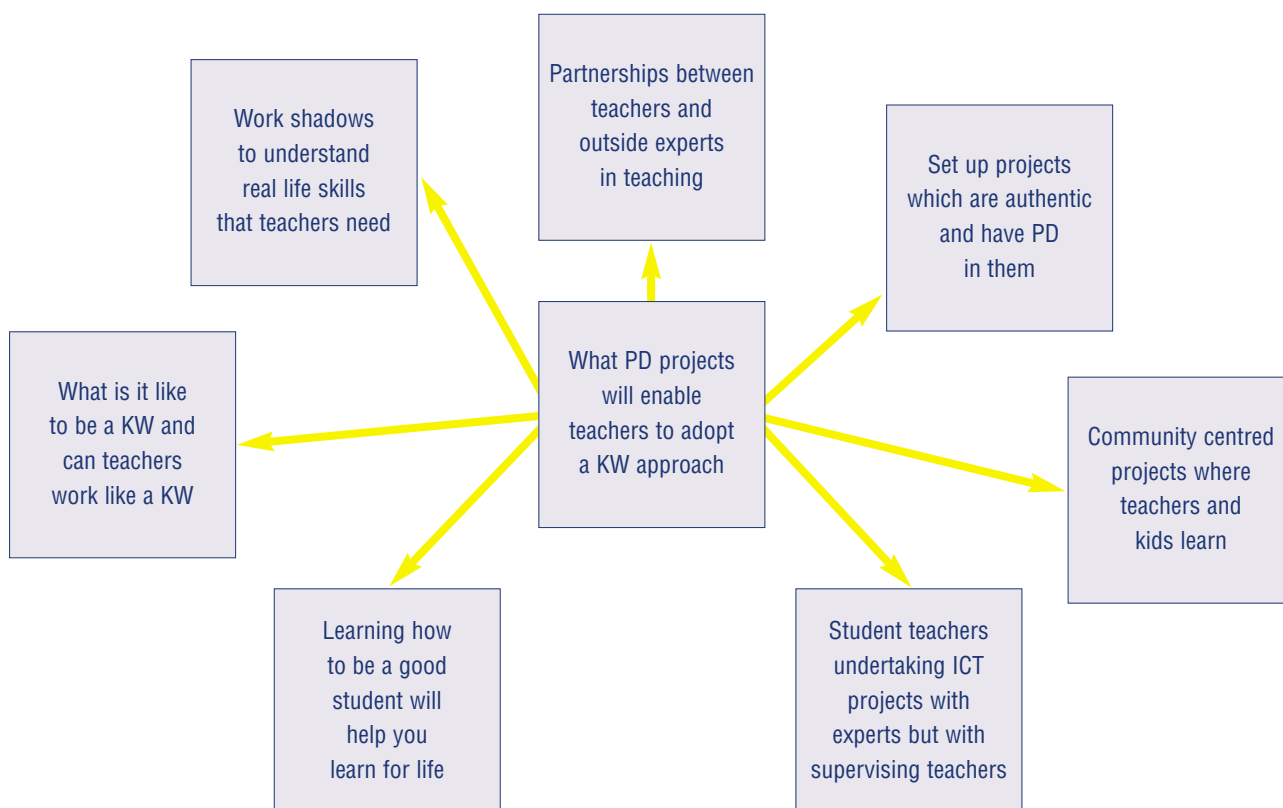 Partnerships between
teachers and
outside experts
in teaching
Work shadows
to understand
real life skills
that teachers need
Set up projects
which are authentic
and have PD
in them
What PD projects
will enable
teachers to adopt
a KW approach
What is it like
to be a KW and
can teachers
work like a KW
Community centred
projects where
teachers and
kids learn
Learning how
to be a good
student will
help you
learn for life
Student teachers
undertaking ICT
projects with
experts but with
supervising teachers